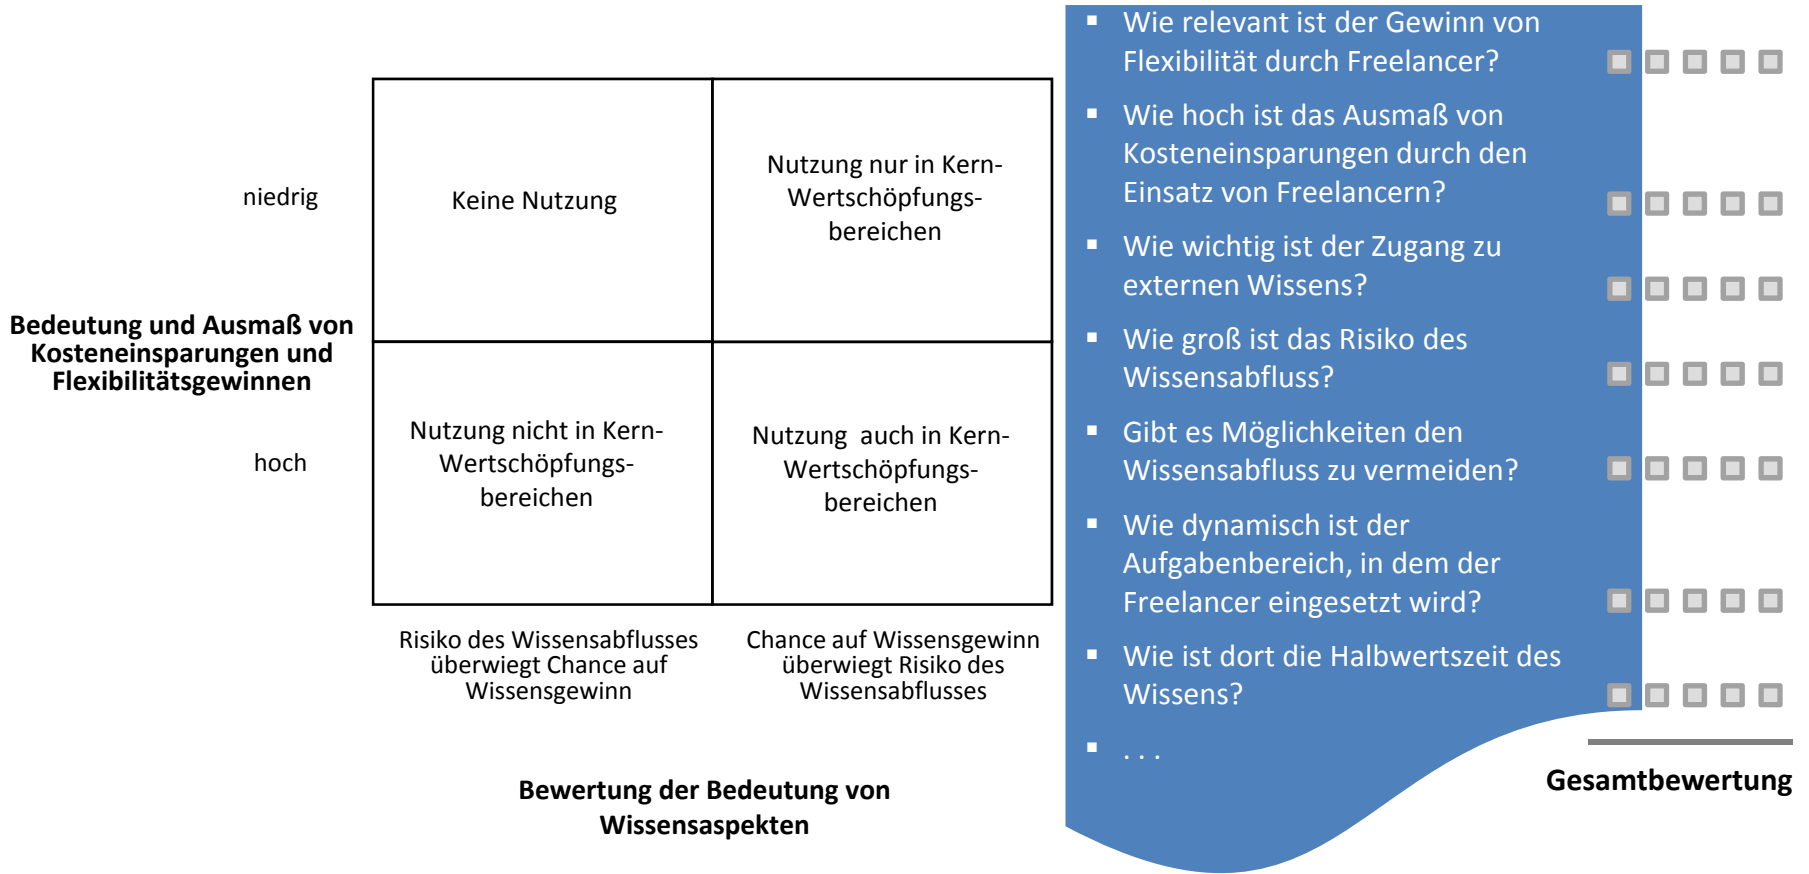 niedrig
Keine Nutzung
Nutzung nur in Kern-
Wertschöpfungs-
bereichen
Bedeutung und Ausmaß von
Kosteneinsparungen und
Flexibilitätsgewinnen
hoch
Nutzung nicht in Kern-
Wertschöpfungs-
bereichen
Nutzung  auch in Kern-
Wertschöpfungs-
bereichen
Risiko des Wissensabflusses
überwiegt Chance auf
Wissensgewinn
Chance auf Wissensgewinn
überwiegt Risiko des
Wissensabflusses
Bewertung der Bedeutung von
Wissensaspekten
▪ Wie relevant ist der Gewinn von
Flexibilität durch Freelancer?
▪ Wie hoch ist das Ausmaß von
Kosteneinsparungen durch den
Einsatz von Freelancern?
▪ Wie wichtig ist der Zugang zu
externen Wissens?
▪ Wie groß ist das Risiko des
Wissensabfluss?
▪ Gibt es Möglichkeiten den
Wissensabfluss zu vermeiden?
▪ Wie dynamisch ist der
Aufgabenbereich, in dem der
Freelancer eingesetzt wird?
▪ Wie ist dort die Halbwertszeit des
Wissens?
▪ . . .
Gesamtbewertung